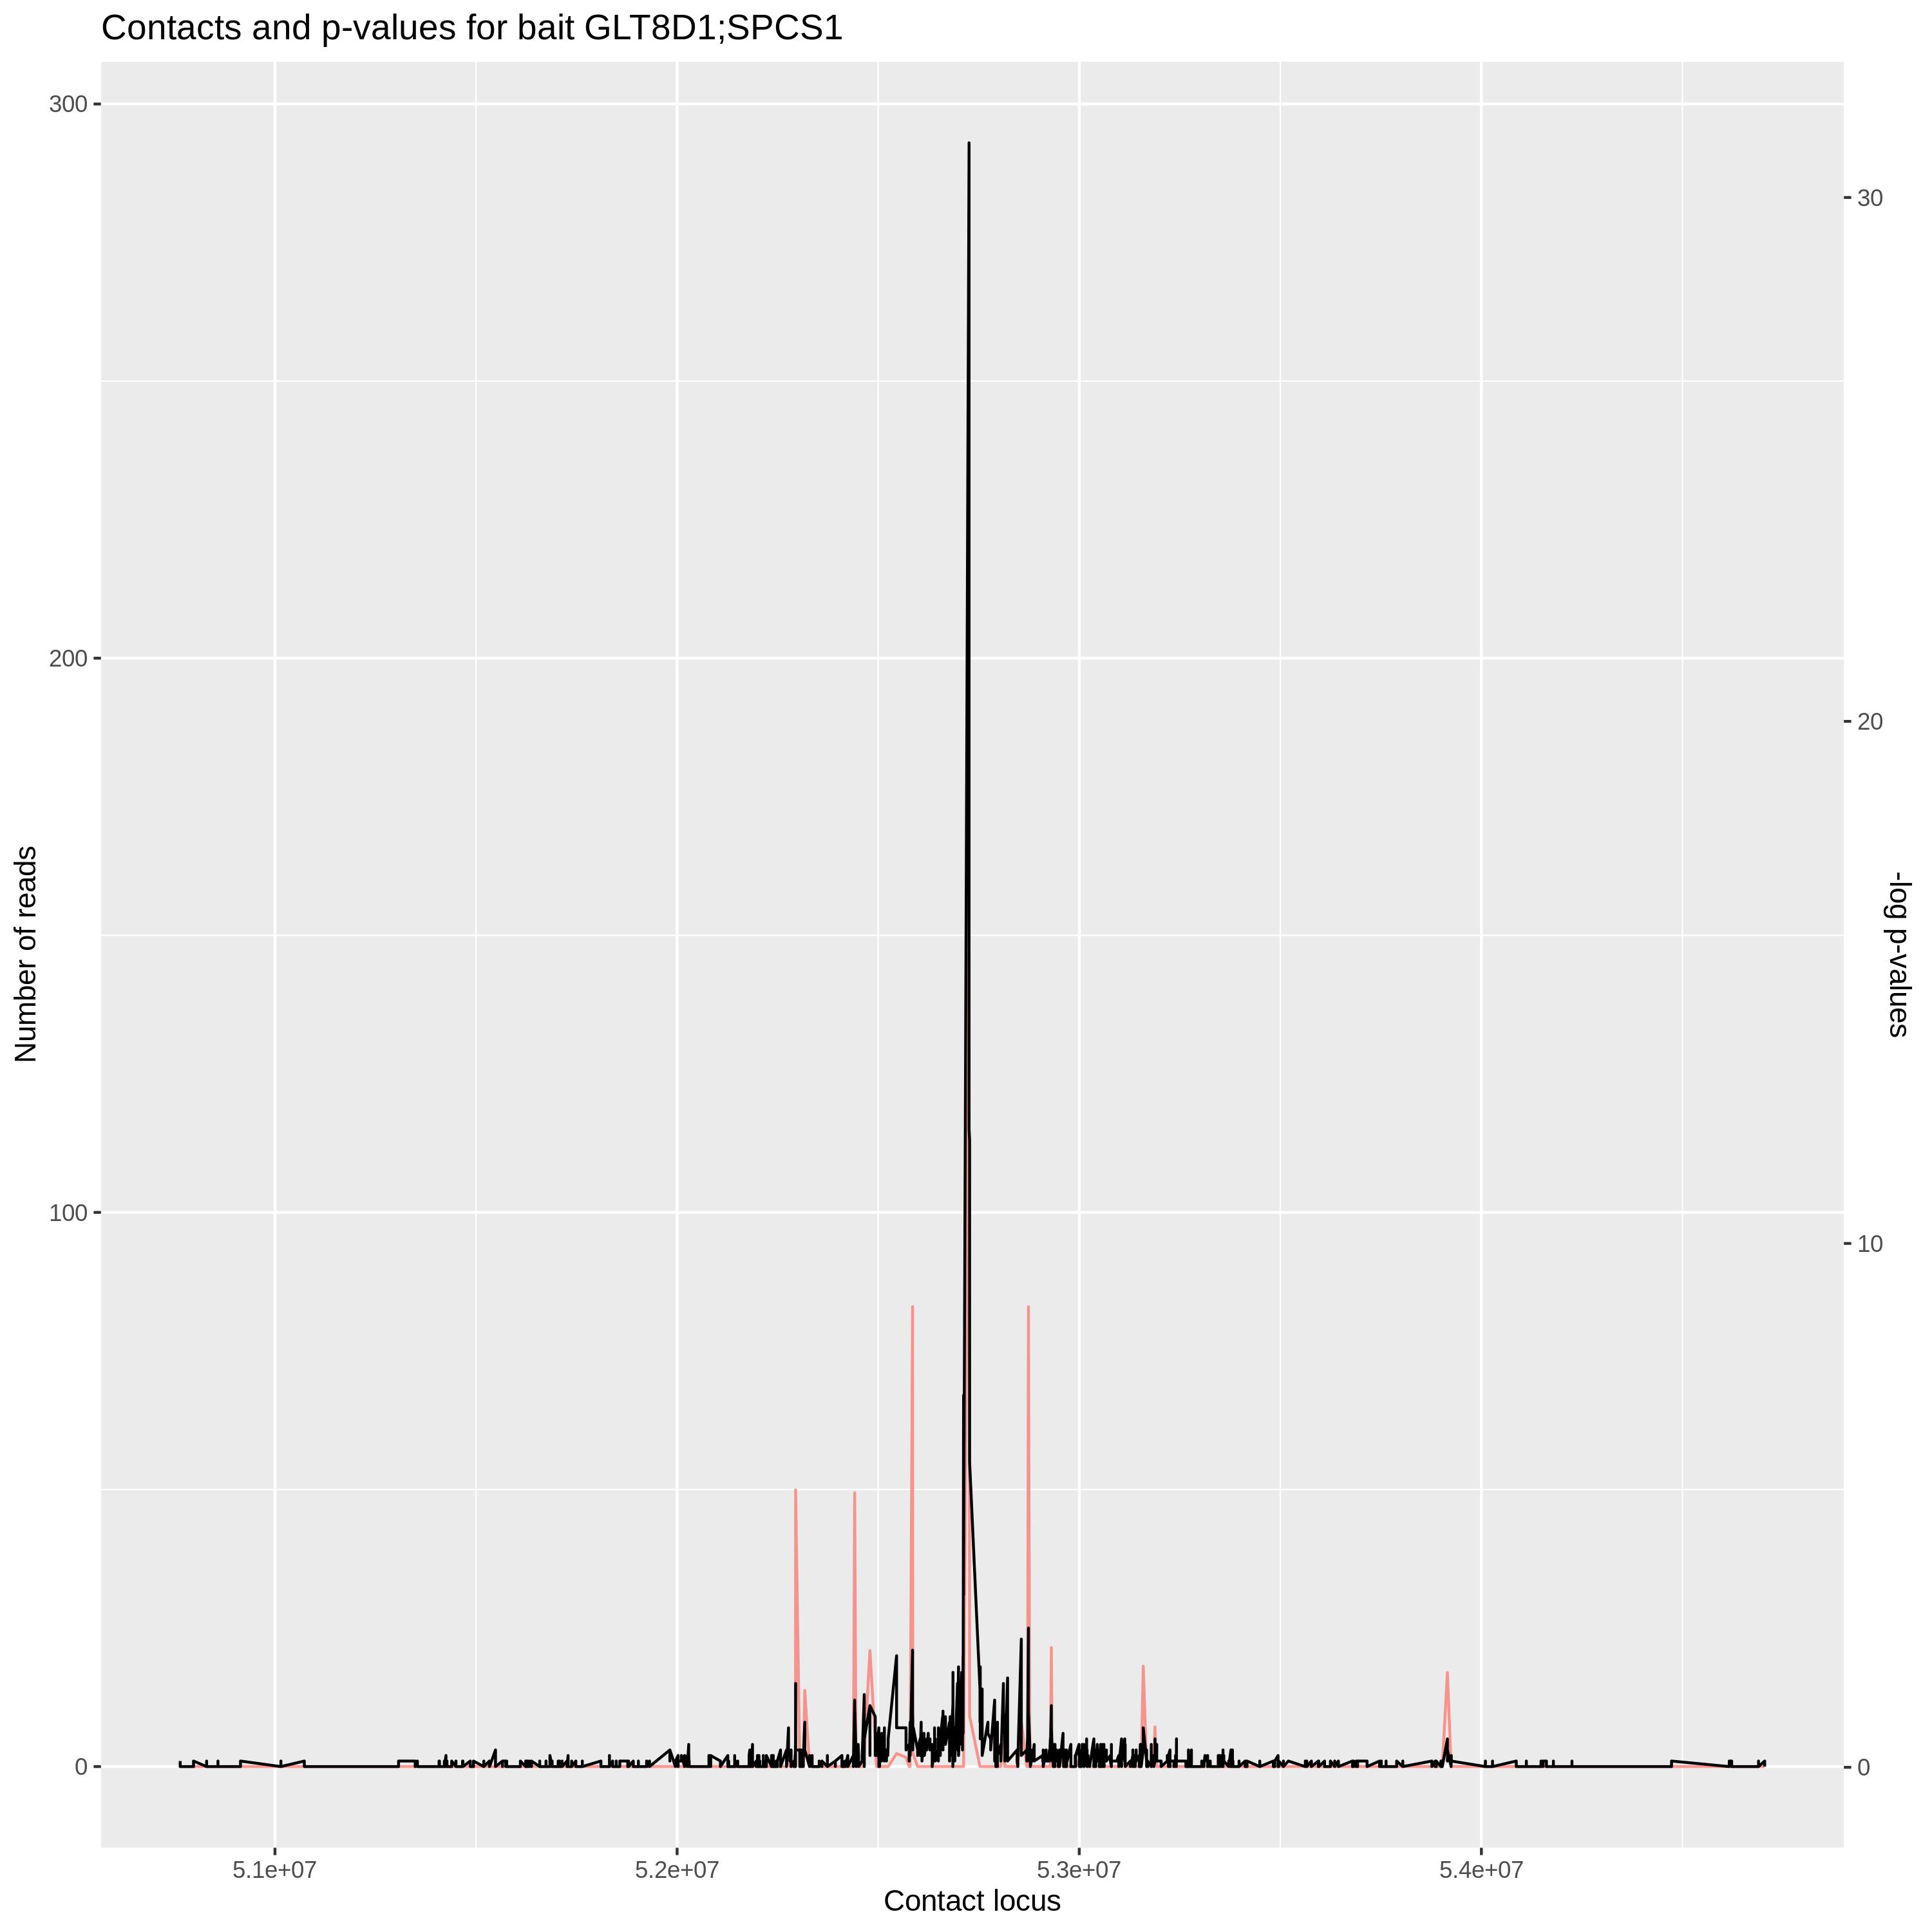 Contacts and p-values for bait GLT8D1;SPCS1
300
200
100
0
Number of reads
30
20
10
0
-log p-values
5.1e+07
5.2e+07
5.3e+07
5.4e+07
Contact locus